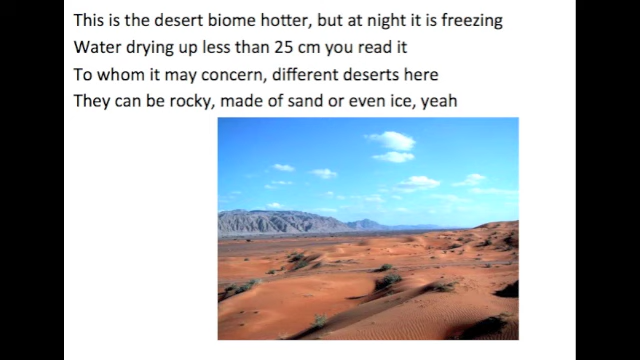 This is the desert biome hotter, but at night it is freezing
Water drying up less than 25 cm you read it
To whom it may concern, different deserts here
They can be rocky, made of sand or even ice, yeah